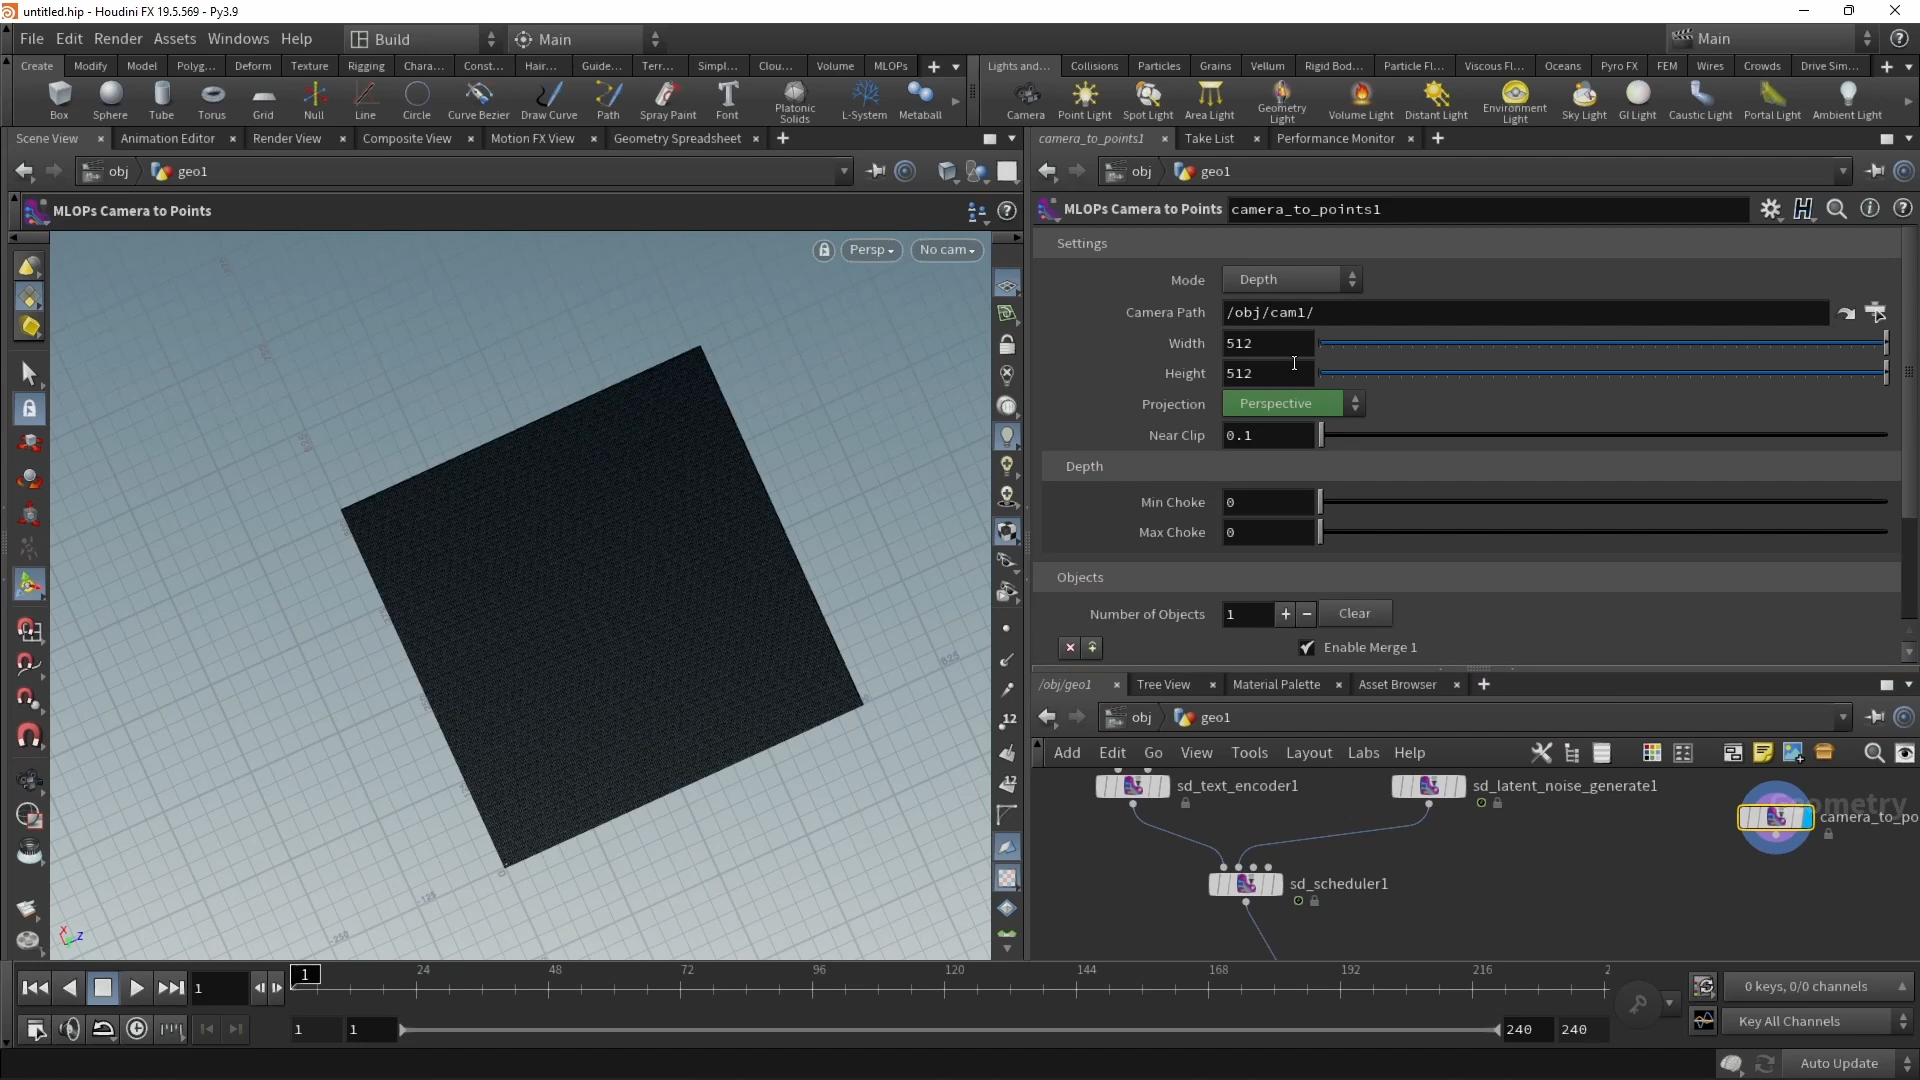 untitled.hip - Houdini FX 19.5.569 - Py3.9
File Edit Render Assets Windows Help Build Main Main
Create Modify Model Polyg... Deform Texture Rigging Chara... Const... Hair... Guide... Terr... Simpl... Clou... Volume MLOPs
Lights and... Collisions Particles Grains Vellum Rigid Bod... Particle Fl... Viscous Fl... Oceans Pyro FX FEM Wires Crowds Drive Sim...
Box Sphere Tube Torus Grid Null Line Circle Curve Bezier Draw Curve Path Spray Paint Font Platonic Solids L-System Metaball
Camera Point Light Spot Light Area Light Geometry Light Volume Light Distant Light Environment Light Sky Light GI Light Caustic Light Portal Light Ambient Light
Scene View Animation Editor Render View Composite View Motion FX View Geometry Spreadsheet
obj geo1
MLOPs Camera to Points
Persp No cam
camera_to_points1 Take List Performance Monitor
obj geo1
MLOPs Camera to Points camera_to_points1
Settings
Mode Depth
Camera Path /obj/cam1/
Width 512
Height 512
Projection Perspective
Near Clip 0.1
Depth
Min Choke 0
Max Choke 0
Objects
Number of Objects 1 + - Clear
Enable Merge 1
/obj/geo1 Tree View Material Palette Asset Browser
obj geo1
Add Edit Go View Tools Layout Labs Help
sd_text_encoder1 sd_latent_noise_generate1
camera_to_po
sd_scheduler1
-125
-250
x z
1 24 48 72 96 120 144 168 192 216 2
1
1 1 240 240
0 keys, 0/0 channels
Key All Channels
Auto Update